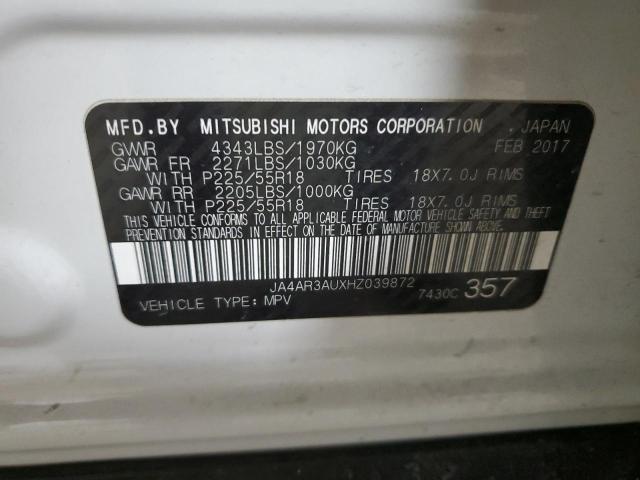 MFD.BY MITSUBISHI MOTORS CORPORATION JAPAN
GVWR 4343LBS/1970KG FEB 2017
GAWR FR 2271LBS/1030KG
WITH P225/55R18 TIRES 18X7.0J RIMS
GAWR RR 2205LBS/1000KG
WITH P225/55R18 TIRES 18X7.0J RIMS
THIS VEHICLE CONFORMS TO ALL APPLICABLE FEDERAL MOTOR VEHICLE SAFETY AND THEFT
PREVENTION STANDARDS IN EFFECT ON THE DATE OF MANUFACTURE SHOWN ABOVE.
JA4AR3AUXHZ039872
VEHICLE TYPE: MPV 7430C 357